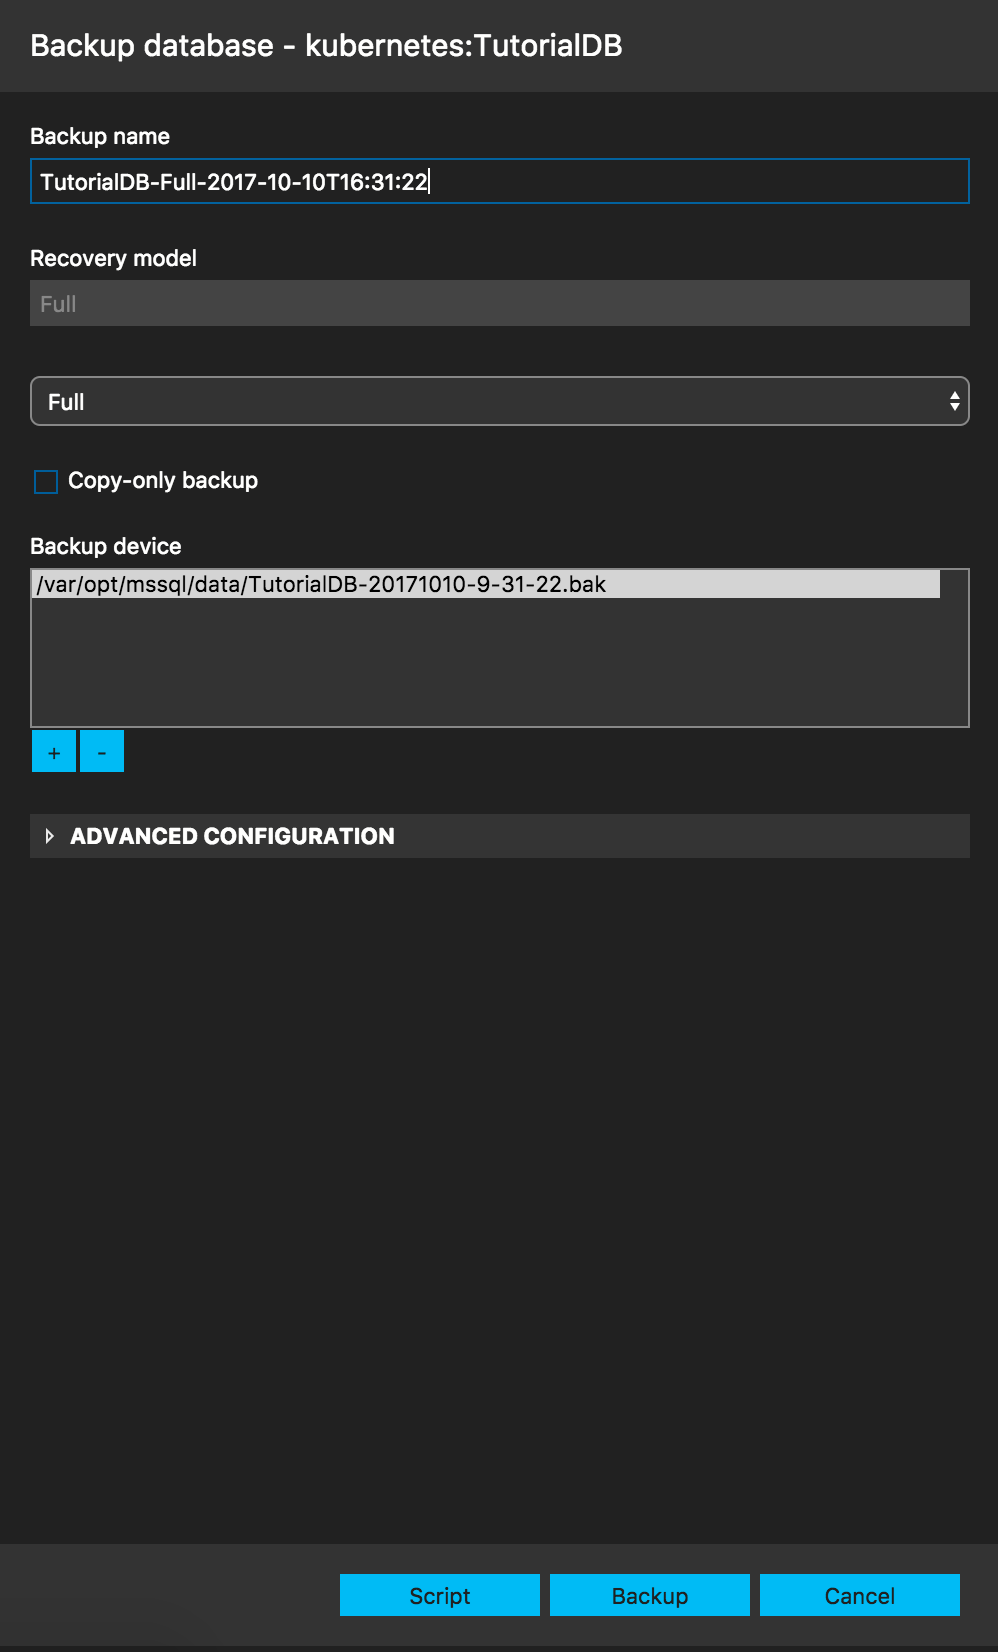 Backup database - kubernetes:TutorialDB
Backup name
TutorialDB-Full-2017-10-10T16:31:22
Recovery model
Full
Full
Copy-only backup
Backup device
/var/opt/mssql/data/TutorialDB-20171010-9-31-22.bak
+ -
ADVANCED CONFIGURATION
Script Backup Cancel